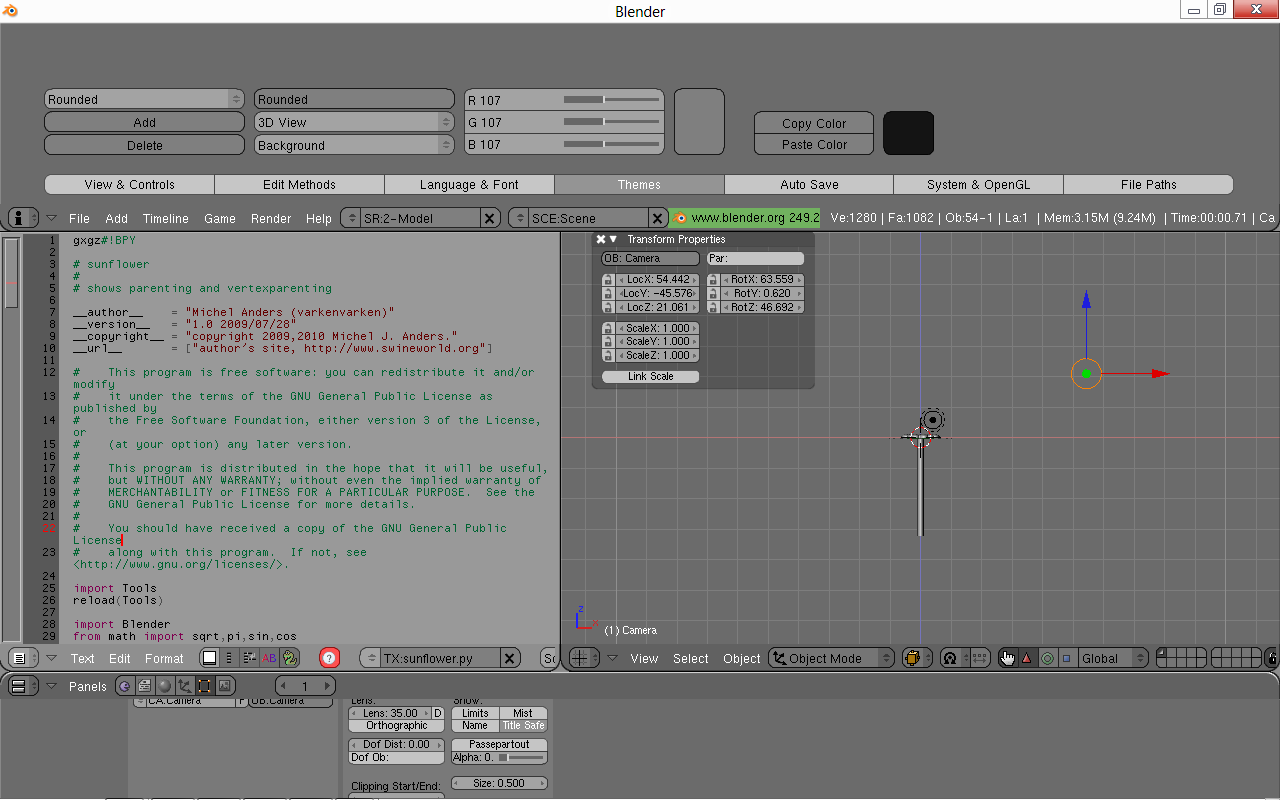 Blender
Rounded
Rounded
R 107
Add
3D View
G 107
Copy Color
Delete
Background
B 107
Paste Color
View & Controls
Edit Methods
Language & Font
Themes
Auto Save
System & OpenGL
File Paths
File Add Timeline Game Render Help
SR:2-Model
SCE:Scene
www.blender.org 249.2
Ve:1280 | Fa:1082 | Ob:54-1 | La:1 | Mem:3.15M (9.24M) | Time:00:00.71 | Ca
1 gxgz#!BPY
2
3 # sunflower
4 #
5 # shows parenting and vertexparenting
6
7 __author__ = "Michel Anders (varkenvarken)"
8 __version__ = "1.0 2009/07/28"
9 __copyright__ = "copyright 2009,2010 Michel J. Anders."
10 __url__ = ["author's site, http://www.swineworld.org"]
11
12 # This program is free software: you can redistribute it and/or
modify
13 # it under the terms of the GNU General Public License as
published by
14 # the Free Software Foundation, either version 3 of the License,
or
15 # (at your option) any later version.
16 #
17 # This program is distributed in the hope that it will be useful,
18 # but WITHOUT ANY WARRANTY; without even the implied warranty of
19 # MERCHANTABILITY or FITNESS FOR A PARTICULAR PURPOSE. See the
20 # GNU General Public License for more details.
21 #
22 # You should have received a copy of the GNU General Public
License
23 # along with this program. If not, see
<http://www.gnu.org/licenses/>.
24
25 import Tools
26 reload(Tools)
27
28 import Blender
29 from math import sqrt,pi,sin,cos
Transform Properties
OB: Camera
Par:
LocX: 54.442
RotX: 63.559
LocY: -45.576
RotY: 0.620
LocZ: 21.061
RotZ: 46.692
ScaleX: 1.000
ScaleY: 1.000
ScaleZ: 1.000
Link Scale
z
x
(1) Camera
Text Edit Format
AB
TX:sunflower.py
Sc
View Select Object
Object Mode
Global
Panels
1
CA:Camera
F
OB:Camera
Lens:
Show:
Lens: 35.00
D
Limits
Mist
Orthographic
Name
Title Safe
Dof Dist: 0.00
Passepartout
Dof Ob:
Alpha: 0.
Clipping Start/End:
Size: 0.500